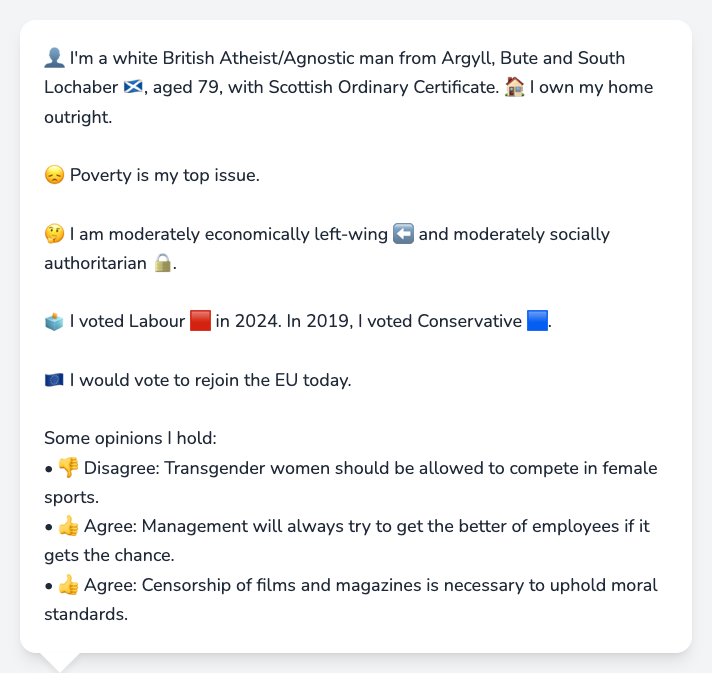 👤 I'm a white British Atheist/Agnostic man from Argyll, Bute and South
Lochaber 🏴󠁧󠁢󠁳󠁣󠁴󠁿, aged 79, with Scottish Ordinary Certificate. 🏠 I own my home
outright.
😞 Poverty is my top issue.
🤔 I am moderately economically left-wing ⬅️ and moderately socially
authoritarian 🔒.
🗳️ I voted Labour 🟥 in 2024. In 2019, I voted Conservative 🟦.
🇪🇺 I would vote to rejoin the EU today.
Some opinions I hold:
• 👎 Disagree: Transgender women should be allowed to compete in female
sports.
• 👍 Agree: Management will always try to get the better of employees if it
gets the chance.
• 👍 Agree: Censorship of films and magazines is necessary to uphold moral
standards.